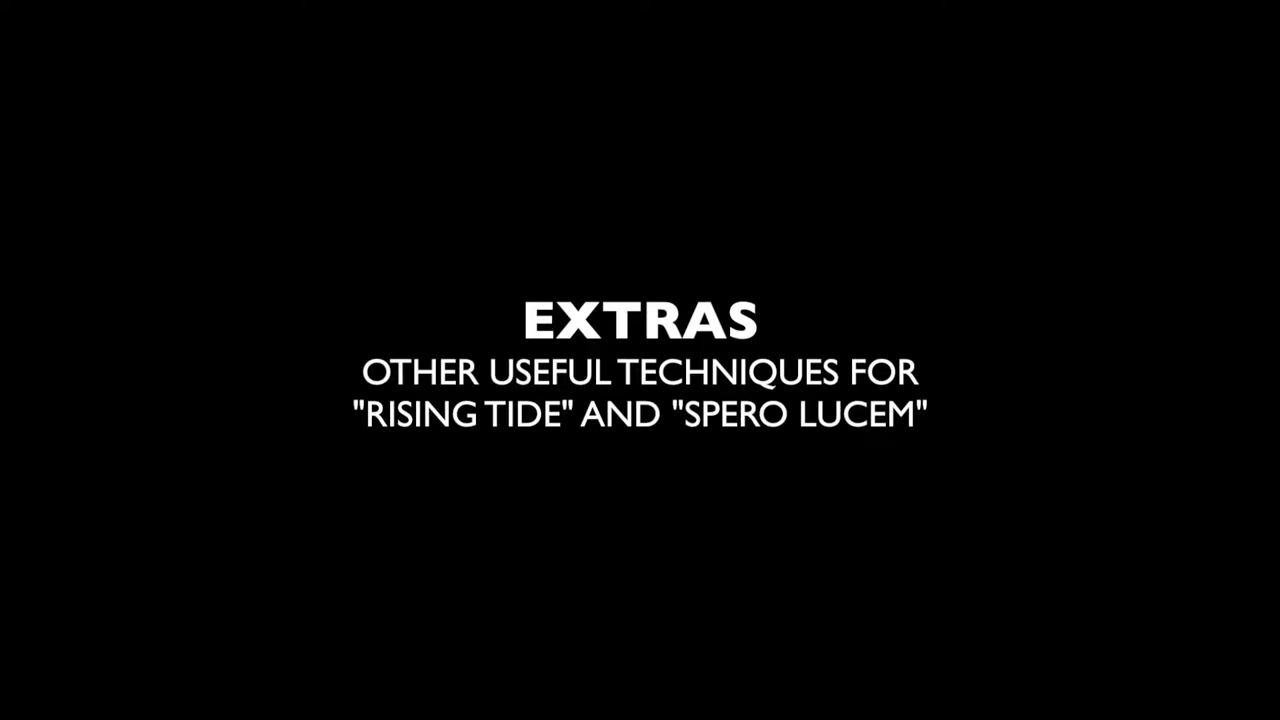 EXTRAS
OTHER USEFUL TECHNIQUES FOR
"RISING TIDE" AND "SPERO LUCEM"